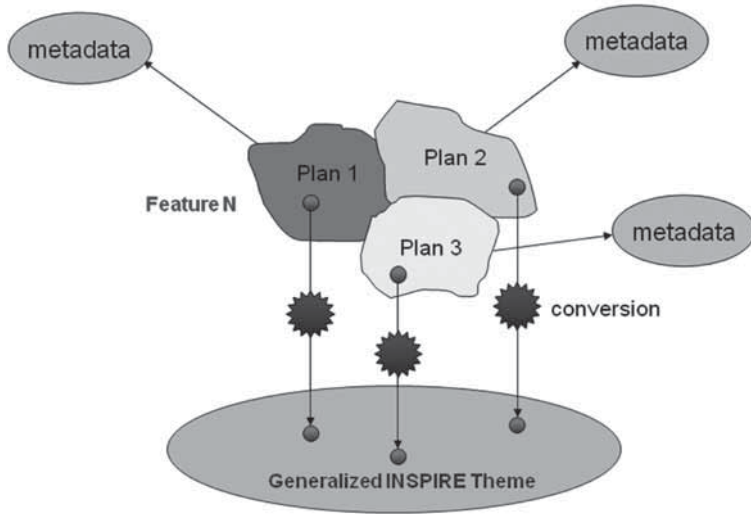 metadata
metadata
Plan 1
Plan 2
Feature N
Plan 3
metadata
conversion
Generalized INSPIRE Theme